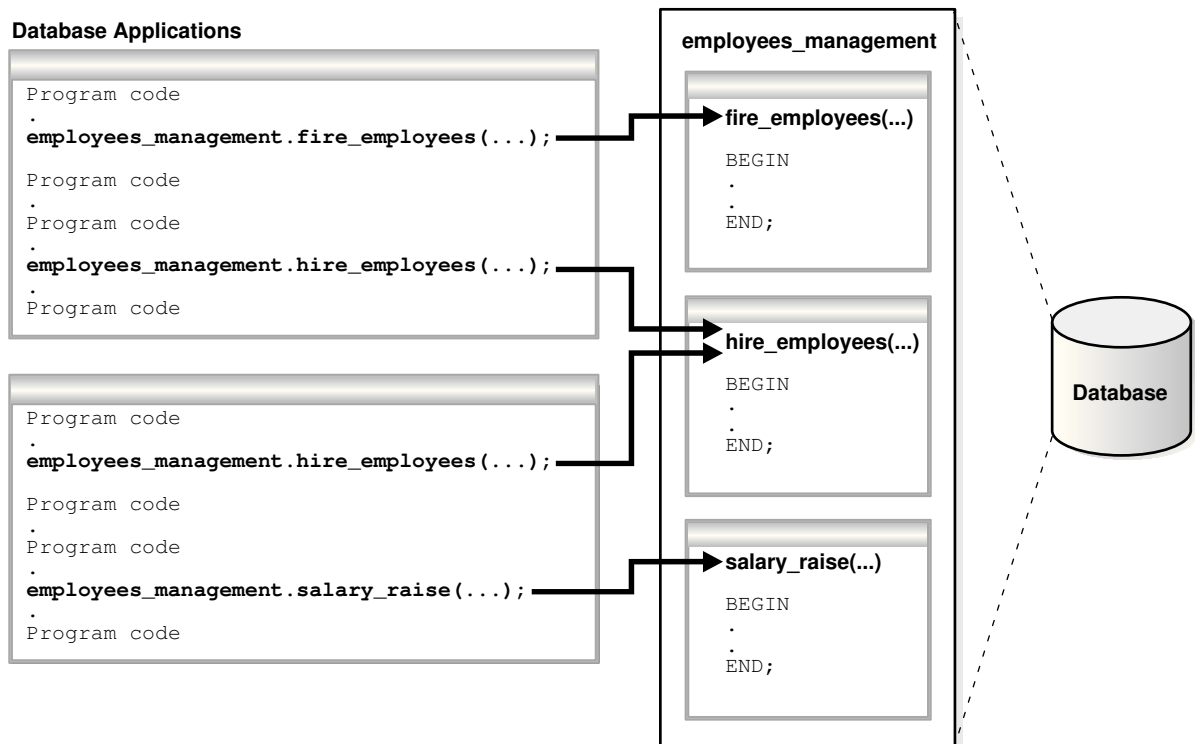 Database Applications
Program code
.
employees_management.fire_employees(...);
Program code
.
Program code
.
employees_management.hire_employees(...);
.
Program code
Program code
.
employees_management.hire_employees(...);
Program code
.
Program code
.
employees_management.salary_raise(...);
.
Program code
employees_management
fire_employees(...)
BEGIN
.
.
END;
hire_employees(...)
BEGIN
.
.
END;
salary_raise(...)
BEGIN
.
.
END;
Database